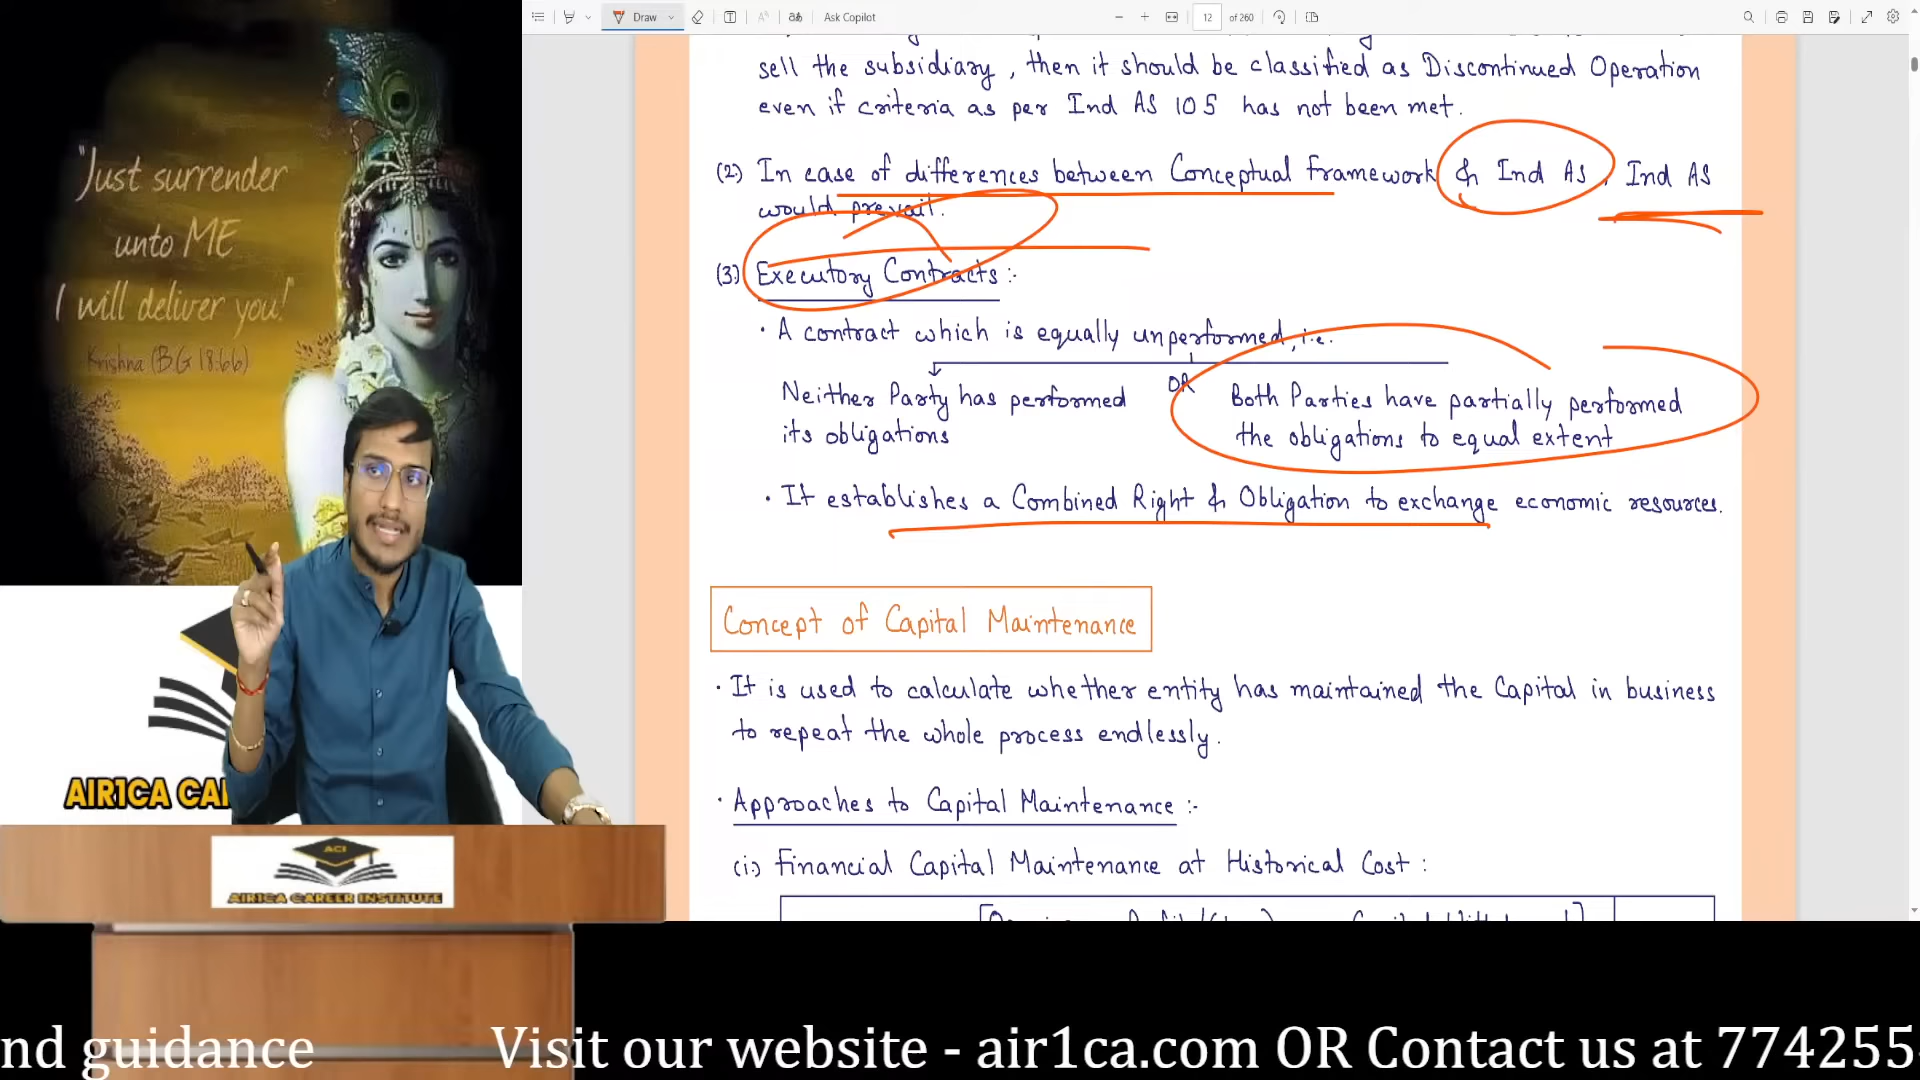 Draw
Ask Copilot
12 of 260
"Just surrender
unto ME
I will deliver you!"
Krishna (B.G 18:66)
sell the subsidiary, then it should be classified as Discontinued Operation
even if criteria as per Ind AS 105 has not been met.
(2) In case of differences between Conceptual Framework & Ind AS, Ind AS
would prevail.
(3) Executory Contracts :-
· A contract which is equally unperformed, i.e.
OR
Neither Party has performed
its obligations
Both Parties have partially performed
the obligations to equal extent
· It establishes a Combined Right & Obligation to exchange economic resources.
Concept of Capital Maintenance
· It is used to calculate whether entity has maintained the Capital in business
to repeat the whole process endlessly.
· Approaches to Capital Maintenance :-
(i) Financial Capital Maintenance at Historical Cost :
AIR1CA CA
ACI
AIR1CA CAREER INSTITUTE
nd guidance Visit our website - air1ca.com OR Contact us at 774255